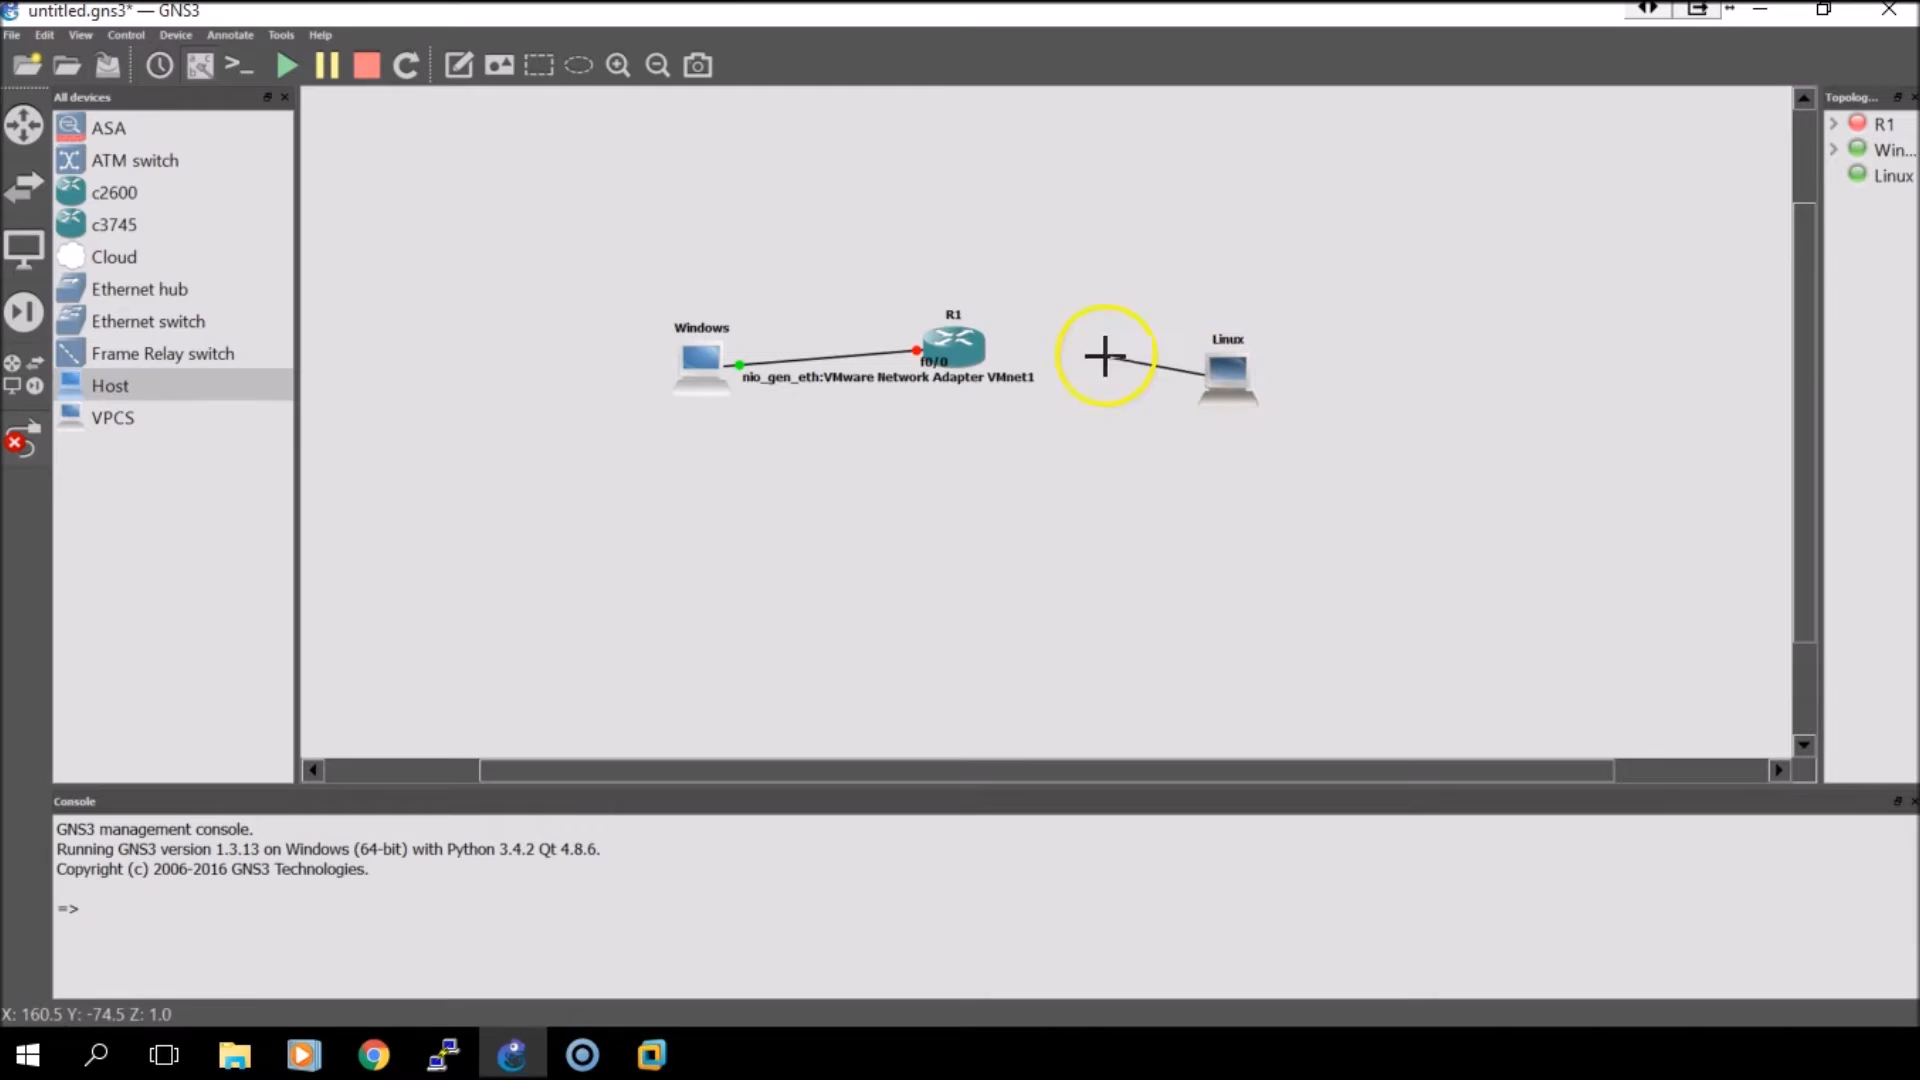 untitled.gns3* — GNS3
File Edit View Control Device Annotate Tools Help
All devices
ASA
ATM switch
c2600
c3745
Cloud
Ethernet hub
Ethernet switch
Frame Relay switch
Host
VPCS
Windows
R1
f0/0
nio_gen_eth:VMware Network Adapter VMnet1
Linux
Topolog...
R1
Win...
Linux
Console
GNS3 management console.
Running GNS3 version 1.3.13 on Windows (64-bit) with Python 3.4.2 Qt 4.8.6.
Copyright (c) 2006-2016 GNS3 Technologies.
=>
X: 160.5 Y: -74.5 Z: 1.0